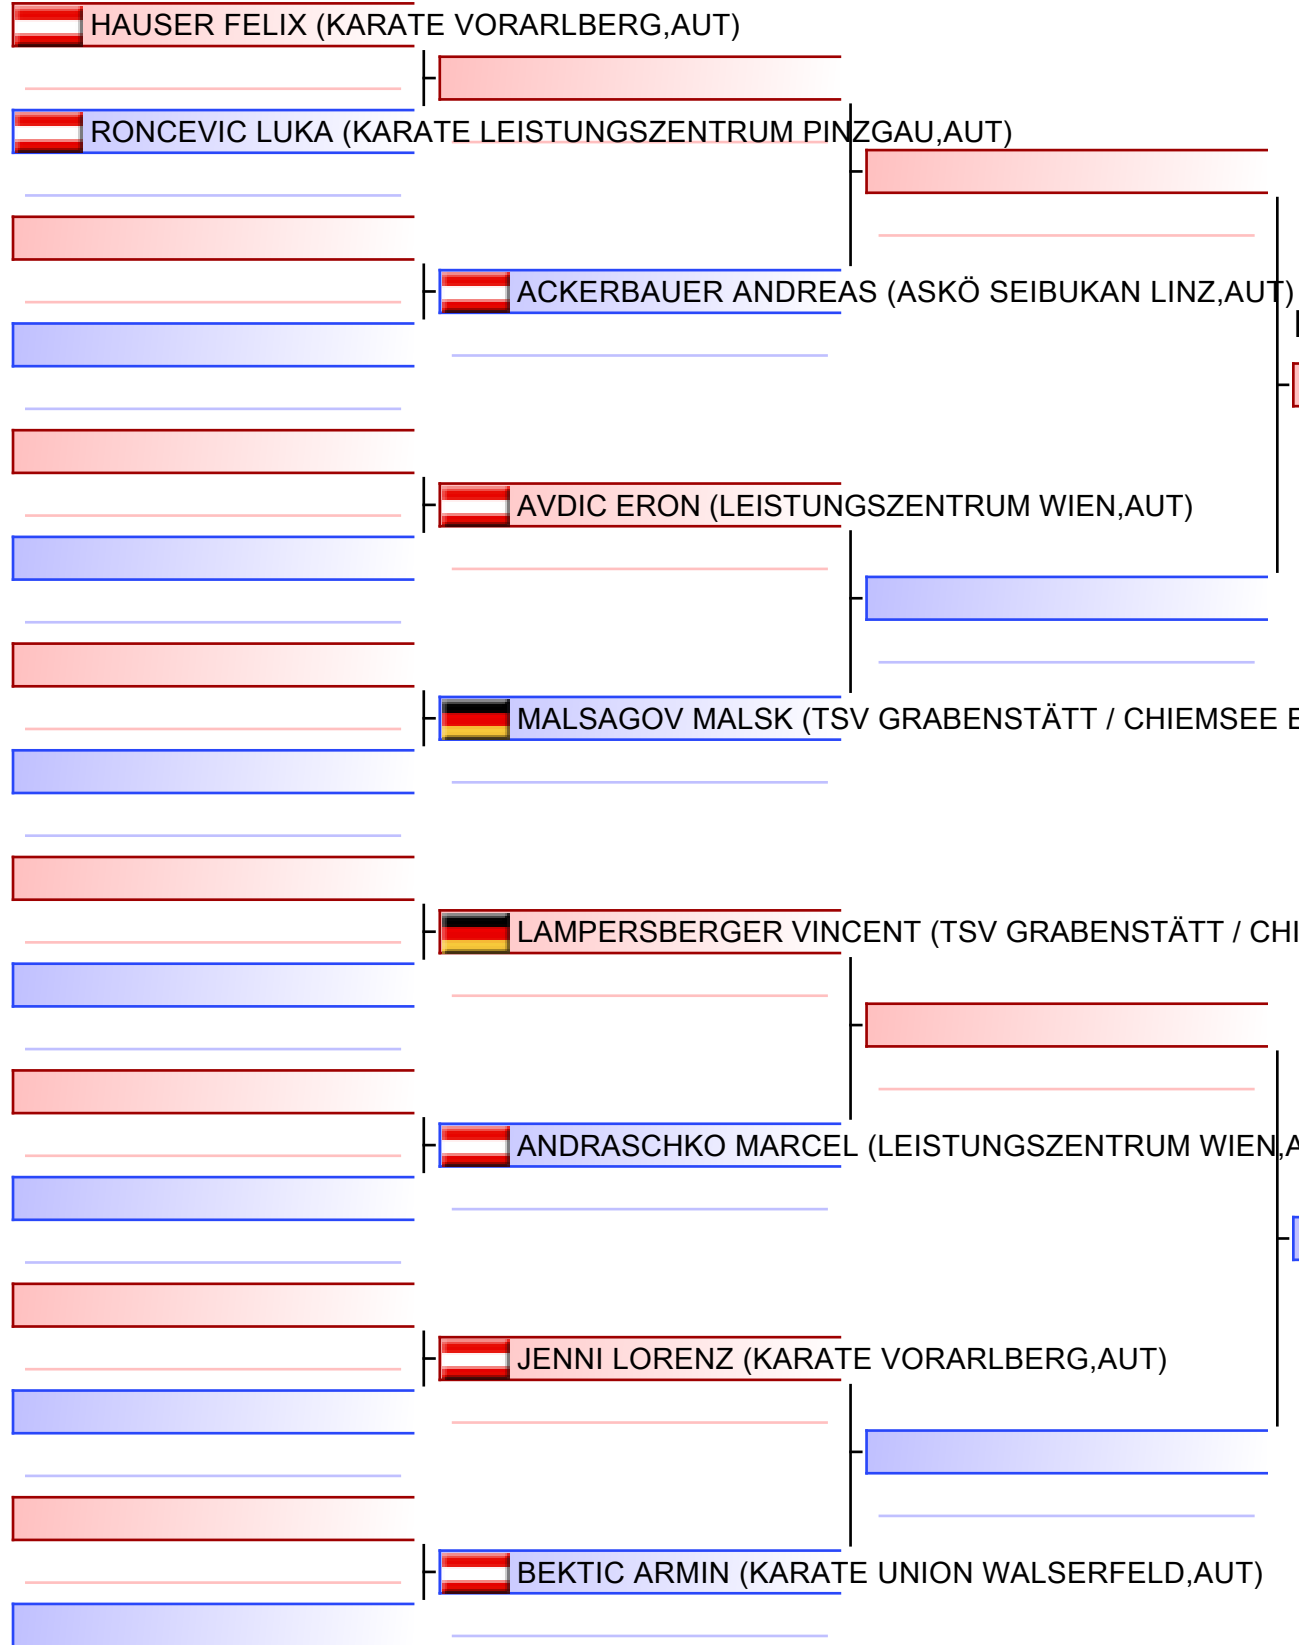 HAUSER FELIX (KARATE VORARLBERG,AUT)
RONCEVIC LUKA (KARATE LEISTUNGSZENTRUM PINZGAU,AUT)
ACKERBAUER ANDREAS (ASKÖ SEIBUKAN LINZ,AUT)
AVDIC ERON (LEISTUNGSZENTRUM WIEN,AUT)
MALSAGOV MALSK (TSV GRABENSTÄTT / CHIEMSEE
LAMPERSBERGER VINCENT (TSV GRABENSTÄTT / CHI
ANDRASCHKO MARCEL (LEISTUNGSZENTRUM WIEN,A
JENNI LORENZ (KARATE VORARLBERG,AUT)
BEKTIC ARMIN (KARATE UNION WALSERFELD,AUT)